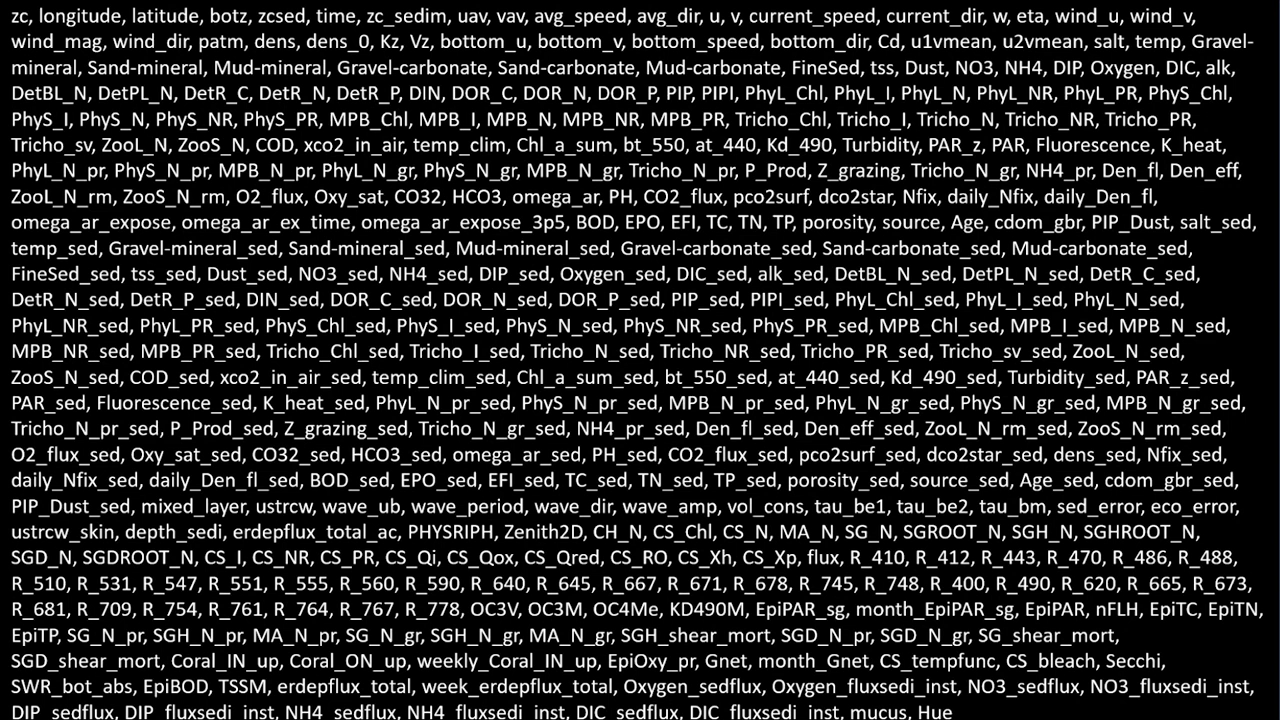 zc, longitude, latitude, botz, zcsed, time, zc_sedim, uav, vav, avg_speed, avg_dir, u, v, current_speed, current_dir, w, eta, wind_u, wind_v,
wind_mag, wind_dir, patm, dens, dens_0, Kz, Vz, bottom_u, bottom_v, bottom_speed, bottom_dir, Cd, u1vmean, u2vmean, salt, temp, Gravel-
mineral, Sand-mineral, Mud-mineral, Gravel-carbonate, Sand-carbonate, Mud-carbonate, FineSed, tss, Dust, NO3, NH4, DIP, Oxygen, DIC, alk,
DetBL_N, DetPL_N, DetR_C, DetR_N, DetR_P, DIN, DOR_C, DOR_N, DOR_P, PIP, PIPI, PhyL_Chl, PhyL_I, PhyL_N, PhyL_NR, PhyL_PR, PhyS_Chl,
PhyS_I, PhyS_N, PhyS_NR, PhyS_PR, MPB_Chl, MPB_I, MPB_N, MPB_NR, MPB_PR, Tricho_Chl, Tricho_I, Tricho_N, Tricho_NR, Tricho_PR,
Tricho_sv, ZooL_N, ZooS_N, COD, xco2_in_air, temp_clim, Chl_a_sum, bt_550, at_440, Kd_490, Turbidity, PAR_z, PAR, Fluorescence, K_heat,
PhyL_N_pr, PhyS_N_pr, MPB_N_pr, PhyL_N_gr, PhyS_N_gr, MPB_N_gr, Tricho_N_pr, P_Prod, Z_grazing, Tricho_N_gr, NH4_pr, Den_fl, Den_eff,
ZooL_N_rm, ZooS_N_rm, O2_flux, Oxy_sat, CO32, HCO3, omega_ar, PH, CO2_flux, pco2surf, dco2star, Nfix, daily_Nfix, daily_Den_fl,
omega_ar_expose, omega_ar_ex_time, omega_ar_expose_3p5, BOD, EPO, EFI, TC, TN, TP, porosity, source, Age, cdom_gbr, PIP_Dust, salt_sed,
temp_sed, Gravel-mineral_sed, Sand-mineral_sed, Mud-mineral_sed, Gravel-carbonate_sed, Sand-carbonate_sed, Mud-carbonate_sed,
FineSed_sed, tss_sed, Dust_sed, NO3_sed, NH4_sed, DIP_sed, Oxygen_sed, DIC_sed, alk_sed, DetBL_N_sed, DetPL_N_sed, DetR_C_sed,
DetR_N_sed, DetR_P_sed, DIN_sed, DOR_C_sed, DOR_N_sed, DOR_P_sed, PIP_sed, PIPI_sed, PhyL_Chl_sed, PhyL_I_sed, PhyL_N_sed,
PhyL_NR_sed, PhyL_PR_sed, PhyS_Chl_sed, PhyS_I_sed, PhyS_N_sed, PhyS_NR_sed, PhyS_PR_sed, MPB_Chl_sed, MPB_I_sed, MPB_N_sed,
MPB_NR_sed, MPB_PR_sed, Tricho_Chl_sed, Tricho_I_sed, Tricho_N_sed, Tricho_NR_sed, Tricho_PR_sed, Tricho_sv_sed, ZooL_N_sed,
ZooS_N_sed, COD_sed, xco2_in_air_sed, temp_clim_sed, Chl_a_sum_sed, bt_550_sed, at_440_sed, Kd_490_sed, Turbidity_sed, PAR_z_sed,
PAR_sed, Fluorescence_sed, K_heat_sed, PhyL_N_pr_sed, PhyS_N_pr_sed, MPB_N_pr_sed, PhyL_N_gr_sed, PhyS_N_gr_sed, MPB_N_gr_sed,
Tricho_N_pr_sed, P_Prod_sed, Z_grazing_sed, Tricho_N_gr_sed, NH4_pr_sed, Den_fl_sed, Den_eff_sed, ZooL_N_rm_sed, ZooS_N_rm_sed,
O2_flux_sed, Oxy_sat_sed, CO32_sed, HCO3_sed, omega_ar_sed, PH_sed, CO2_flux_sed, pco2surf_sed, dco2star_sed, dens_sed, Nfix_sed,
daily_Nfix_sed, daily_Den_fl_sed, BOD_sed, EPO_sed, EFI_sed, TC_sed, TN_sed, TP_sed, porosity_sed, source_sed, Age_sed, cdom_gbr_sed,
PIP_Dust_sed, mixed_layer, ustrcw, wave_ub, wave_period, wave_dir, wave_amp, vol_cons, tau_be1, tau_be2, tau_bm, sed_error, eco_error,
ustrcw_skin, depth_sedi, erdepflux_total_ac, PHYSRIPH, Zenith2D, CH_N, CS_Chl, CS_N, MA_N, SG_N, SGROOT_N, SGH_N, SGHROOT_N,
SGD_N, SGDROOT_N, CS_I, CS_NR, CS_PR, CS_Qi, CS_Qox, CS_Qred, CS_RO, CS_Xh, CS_Xp, flux, R_410, R_412, R_443, R_470, R_486, R_488,
R_510, R_531, R_547, R_551, R_555, R_560, R_590, R_640, R_645, R_667, R_671, R_678, R_745, R_748, R_400, R_490, R_620, R_665, R_673,
R_681, R_709, R_754, R_761, R_764, R_767, R_778, OC3V, OC3M, OC4Me, KD490M, EpiPAR_sg, month_EpiPAR_sg, EpiPAR, nFLH, EpiTC, EpiTN,
EpiTP, SG_N_pr, SGH_N_pr, MA_N_pr, SG_N_gr, SGH_N_gr, MA_N_gr, SGH_shear_mort, SGD_N_pr, SGD_N_gr, SG_shear_mort,
SGD_shear_mort, Coral_IN_up, Coral_ON_up, weekly_Coral_IN_up, EpiOxy_pr, Gnet, month_Gnet, CS_tempfunc, CS_bleach, Secchi,
SWR_bot_abs, EpiBOD, TSSM, erdepflux_total, week_erdepflux_total, Oxygen_sedflux, Oxygen_fluxsedi_inst, NO3_sedflux, NO3_fluxsedi_inst,
DIP_sedflux, DIP_fluxsedi_inst, NH4_sedflux, NH4_fluxsedi_inst, DIC_sedflux, DIC_fluxsedi_inst, mucus, Hue